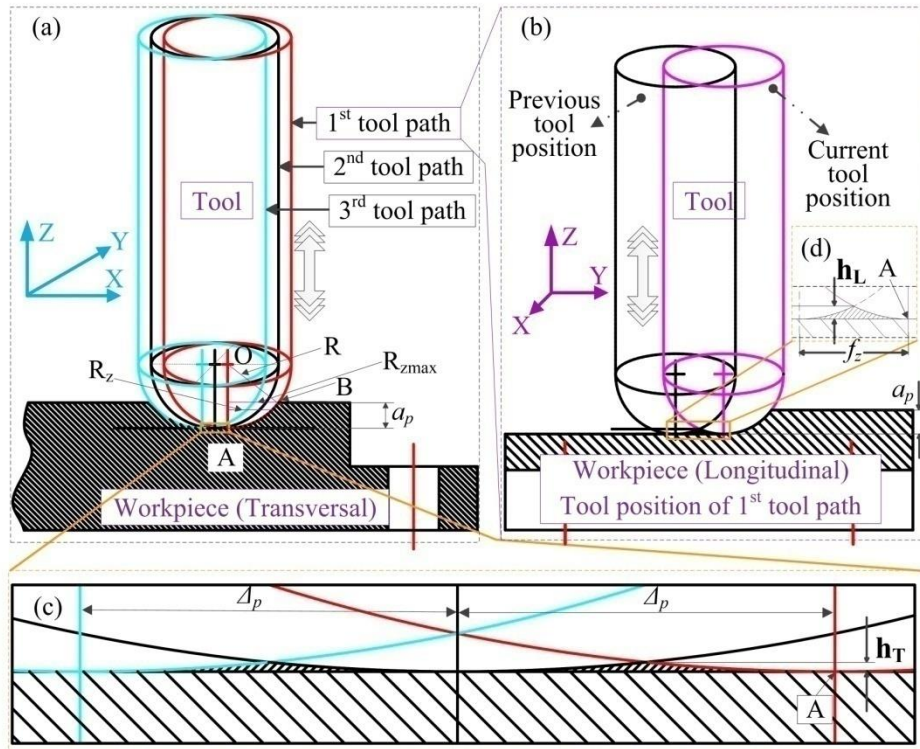 (a)
1st tool path
2nd tool path
3rd tool path
Tool
Z
Y
X
O
R
Rz
Rzmax
B
ap
A
Workpiece (Transversal)
(b)
Previous
tool
position
Current
tool
position
Tool
Z
Y
X
(d)
hL
A
fz
ap
Workpiece (Longitudinal)
Tool position of 1st tool path
(c)
Δp
Δp
hT
A